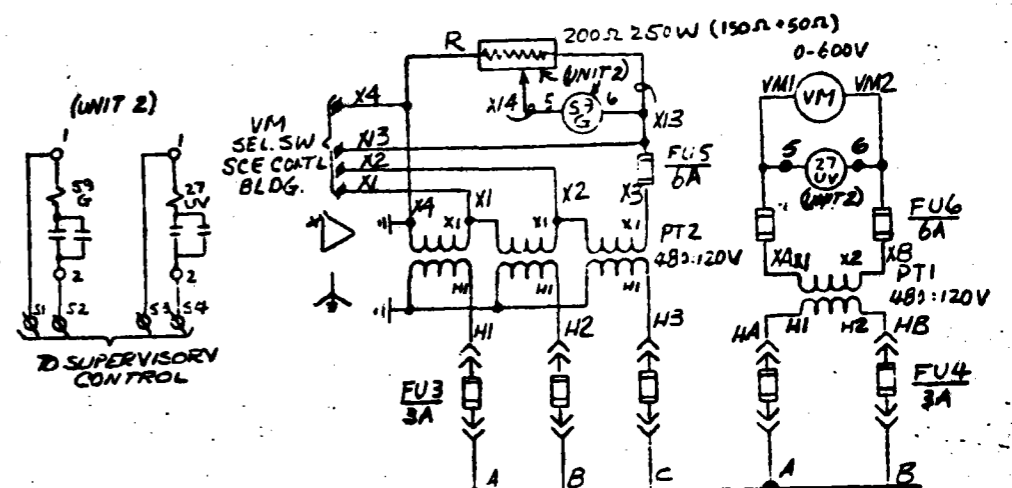 R
200Ω 250W (150Ω+50Ω)
0-600V
(UNIT 2)
VM1
VM
VM2
(UNIT 2)
X4
X14
5
59
G
6
X13
1
1
VM
SEL. SW
SCE CONTL
BLDG.
X13
X2
X1
FU5
6A
5
27
UV
6
(UNIT 2)
59
G
27
UV
X4
X1
X1
X2
X1
X3
X1
PT2
480:120V
FU6
6A
XA
X1
X2
XB
PT1
480:120V
2
2
S1
S2
S3
S4
H1
H1
H1
H1
H2
H3
HA
H1
H2
HB
TO SUPERVISORY
CONTROL
FU3
3A
FU4
3A
A
B
C
A
B